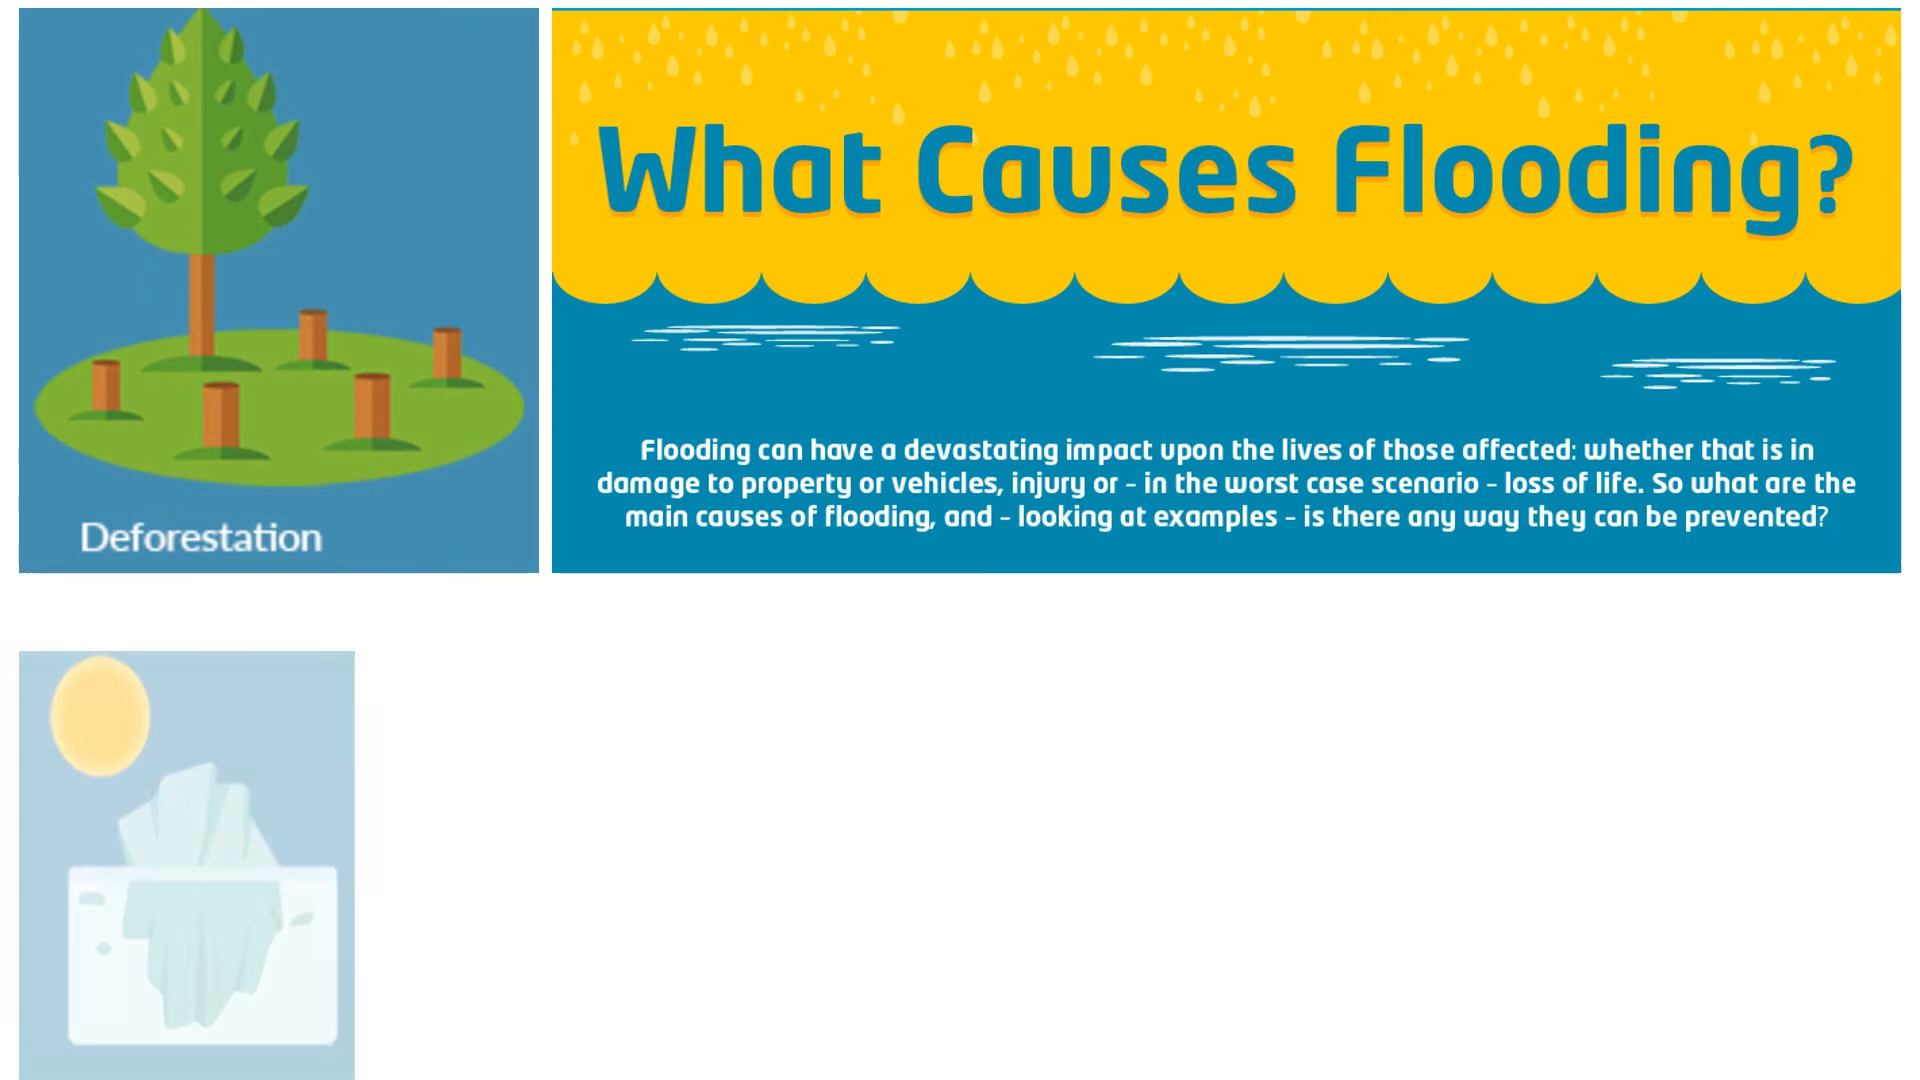 What Causes Flooding?
Flooding can have a devastating impact upon the lives of those affected: whether that is in
damage to property or vehicles, injury or - in the worst case scenario - loss of life. So what are the
main causes of flooding, and - looking at examples - is there any way they can be prevented?
Deforestation